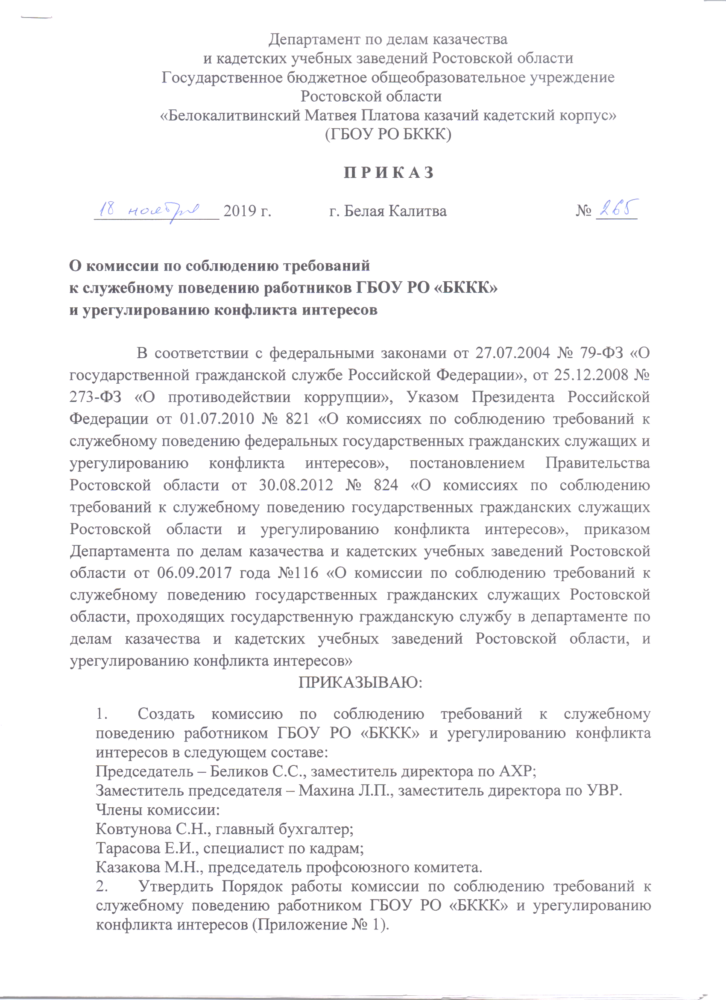 Департамент по делам казачества
и кадетских учебных заведений Ростовской области
Государственное бюджетное общеобразовательное учреждение
Ростовской области
«Белокалитвинский Матвея Платова казачий кадетский корпус»
(ГБОУ РО БККК)
П Р И К А З
18 ноября 2019 г. г. Белая Калитва № 265
О комиссии по соблюдению требований
к служебному поведению работников ГБОУ РО «БККК»
и урегулированию конфликта интересов
В соответствии с федеральными законами от 27.07.2004 № 79-ФЗ «О
государственной гражданской службе Российской Федерации», от 25.12.2008 №
273-ФЗ «О противодействии коррупции», Указом Президента Российской
Федерации от 01.07.2010 № 821 «О комиссиях по соблюдению требований к
служебному поведению федеральных государственных гражданских служащих и
урегулированию конфликта интересов», постановлением Правительства
Ростовской области от 30.08.2012 № 824 «О комиссиях по соблюдению
требований к служебному поведению государственных гражданских служащих
Ростовской области и урегулированию конфликта интересов», приказом
Департамента по делам казачества и кадетских учебных заведений Ростовской
области от 06.09.2017 года №116 «О комиссии по соблюдению требований к
служебному поведению государственных гражданских служащих Ростовской
области, проходящих государственную гражданскую службу в департаменте по
делам казачества и кадетских учебных заведений Ростовской области, и
урегулированию конфликта интересов»
ПРИКАЗЫВАЮ:
1. Создать комиссию по соблюдению требований к служебному
поведению работником ГБОУ РО «БККК» и урегулированию конфликта
интересов в следующем составе:
Председатель – Беликов С.С., заместитель директора по АХР;
Заместитель председателя – Махина Л.П., заместитель директора по УВР.
Члены комиссии:
Ковтунова С.Н., главный бухгалтер;
Тарасова Е.И., специалист по кадрам;
Казакова М.Н., председатель профсоюзного комитета.
2. Утвердить Порядок работы комиссии по соблюдению требований к
служебному поведению работником ГБОУ РО «БККК» и урегулированию
конфликта интересов (Приложение № 1).